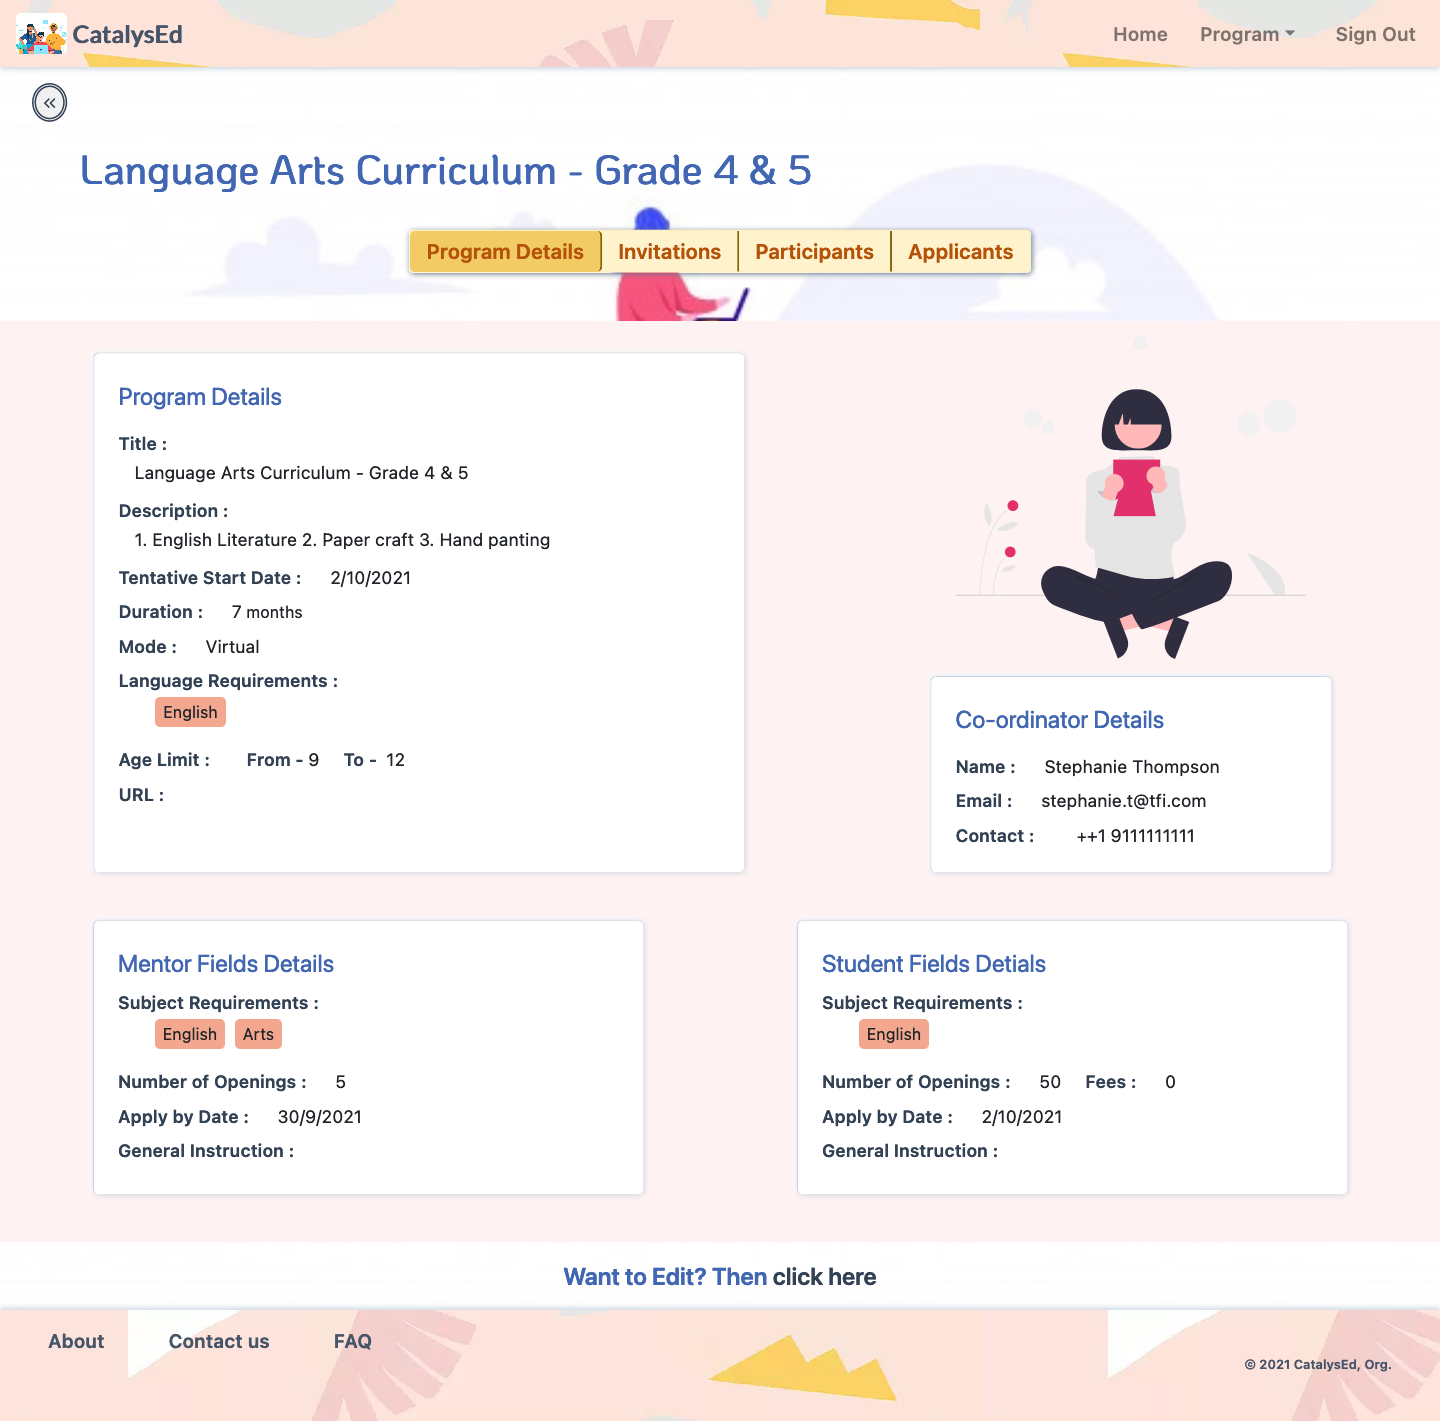 CatalysEd
Home Program Sign Out
«
Language Arts Curriculum - Grade 4 & 5
Program Details Invitations Participants Applicants
Program Details
Title :
Language Arts Curriculum - Grade 4 & 5
Description :
1. English Literature 2. Paper craft 3. Hand panting
Tentative Start Date : 2/10/2021
Duration : 7 months
Mode : Virtual
Language Requirements :
English
Age Limit : From - 9 To - 12
URL :
Co-ordinator Details
Name : Stephanie Thompson
Email : stephanie.t@tfi.com
Contact : ++1 9111111111
Mentor Fields Details
Subject Requirements :
English Arts
Number of Openings : 5
Apply by Date : 30/9/2021
General Instruction :
Student Fields Detials
Subject Requirements :
English
Number of Openings : 50 Fees : 0
Apply by Date : 2/10/2021
General Instruction :
Want to Edit? Then click here
About Contact us FAQ
© 2021 CatalysEd, Org.